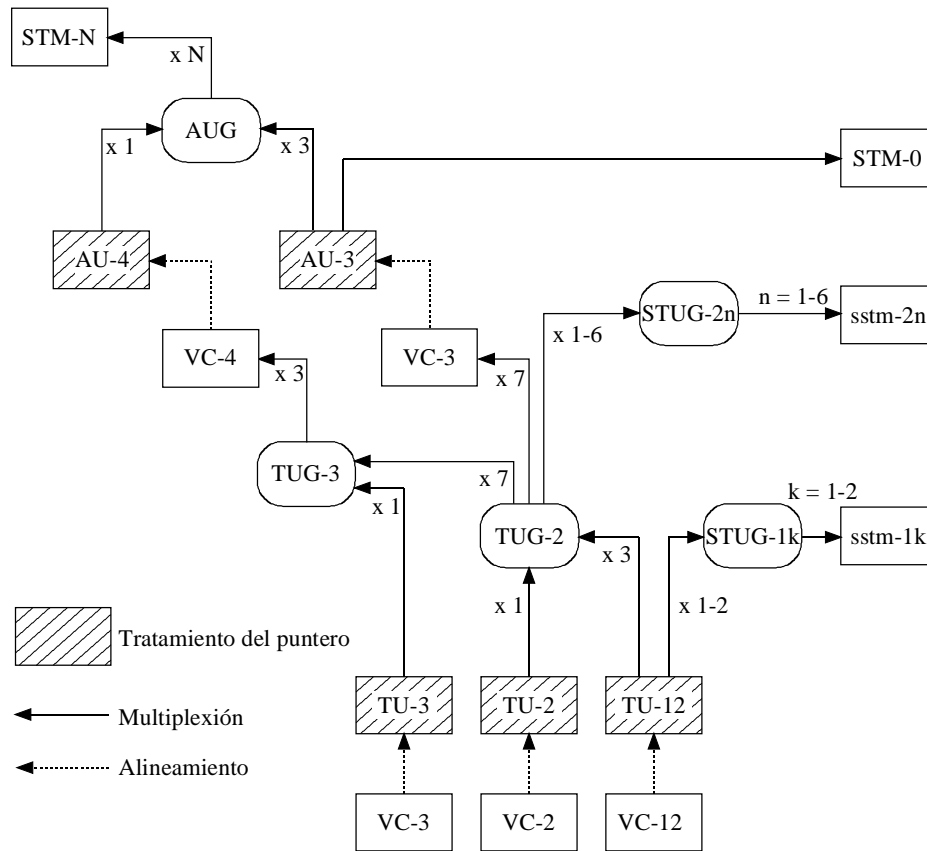 STM-N
x N
AUG
x 1
x 3
STM-0
AU-4
AU-3
n = 1-6
STUG-2n
sstm-2n
x 1-6
VC-4
VC-3
x 3
x 7
TUG-3
x 7
k = 1-2
x 1
TUG-2
STUG-1k
sstm-1k
x 3
x 1
x 1-2
Tratamiento del puntero
TU-3
TU-2
TU-12
Multiplexión
Alineamiento
VC-3
VC-2
VC-12